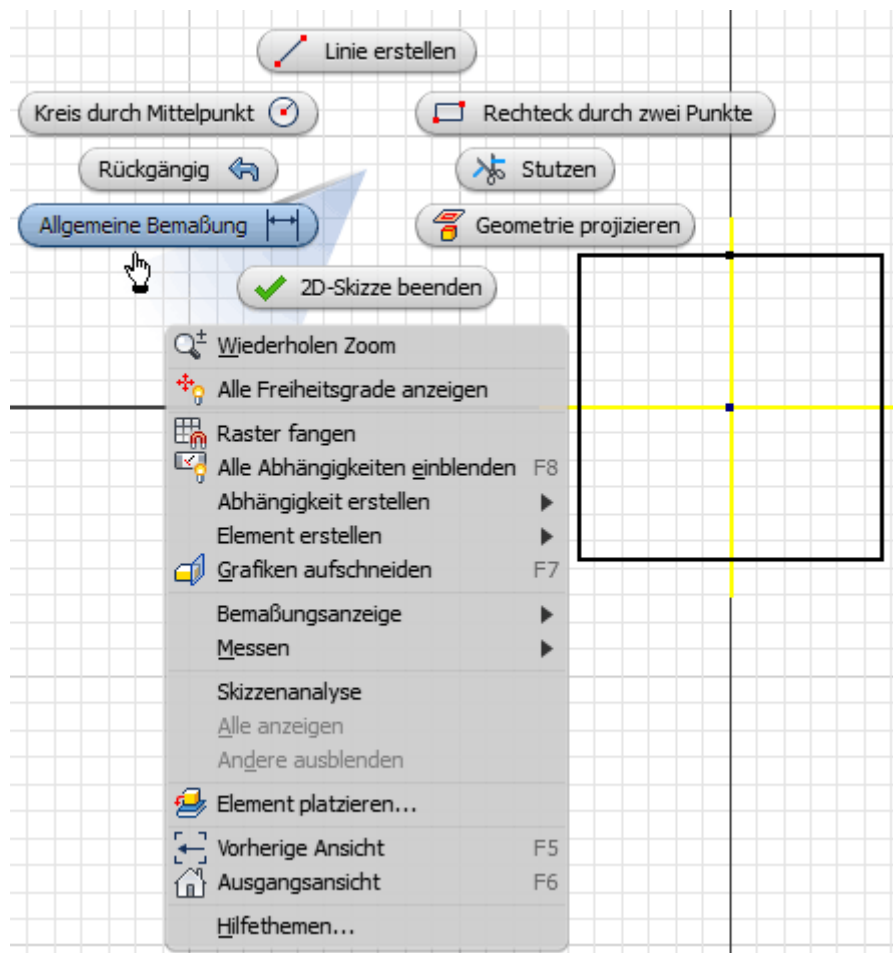 Linie erstellen
Kreis durch Mittelpunkt
Rechteck durch zwei Punkte
Rückgängig
Stutzen
Allgemeine Bemaßung
Geometrie projizieren
2D-Skizze beenden
Wiederholen Zoom
Alle Freiheitsgrade anzeigen
Raster fangen
Alle Abhängigkeiten einblenden F8
Abhängigkeit erstellen
Element erstellen
Grafiken aufschneiden F7
Bemaßungsanzeige
Messen
Skizzenanalyse
Alle anzeigen
Andere ausblenden
Element platzieren...
Vorherige Ansicht F5
Ausgangsansicht F6
Hilfethemen...